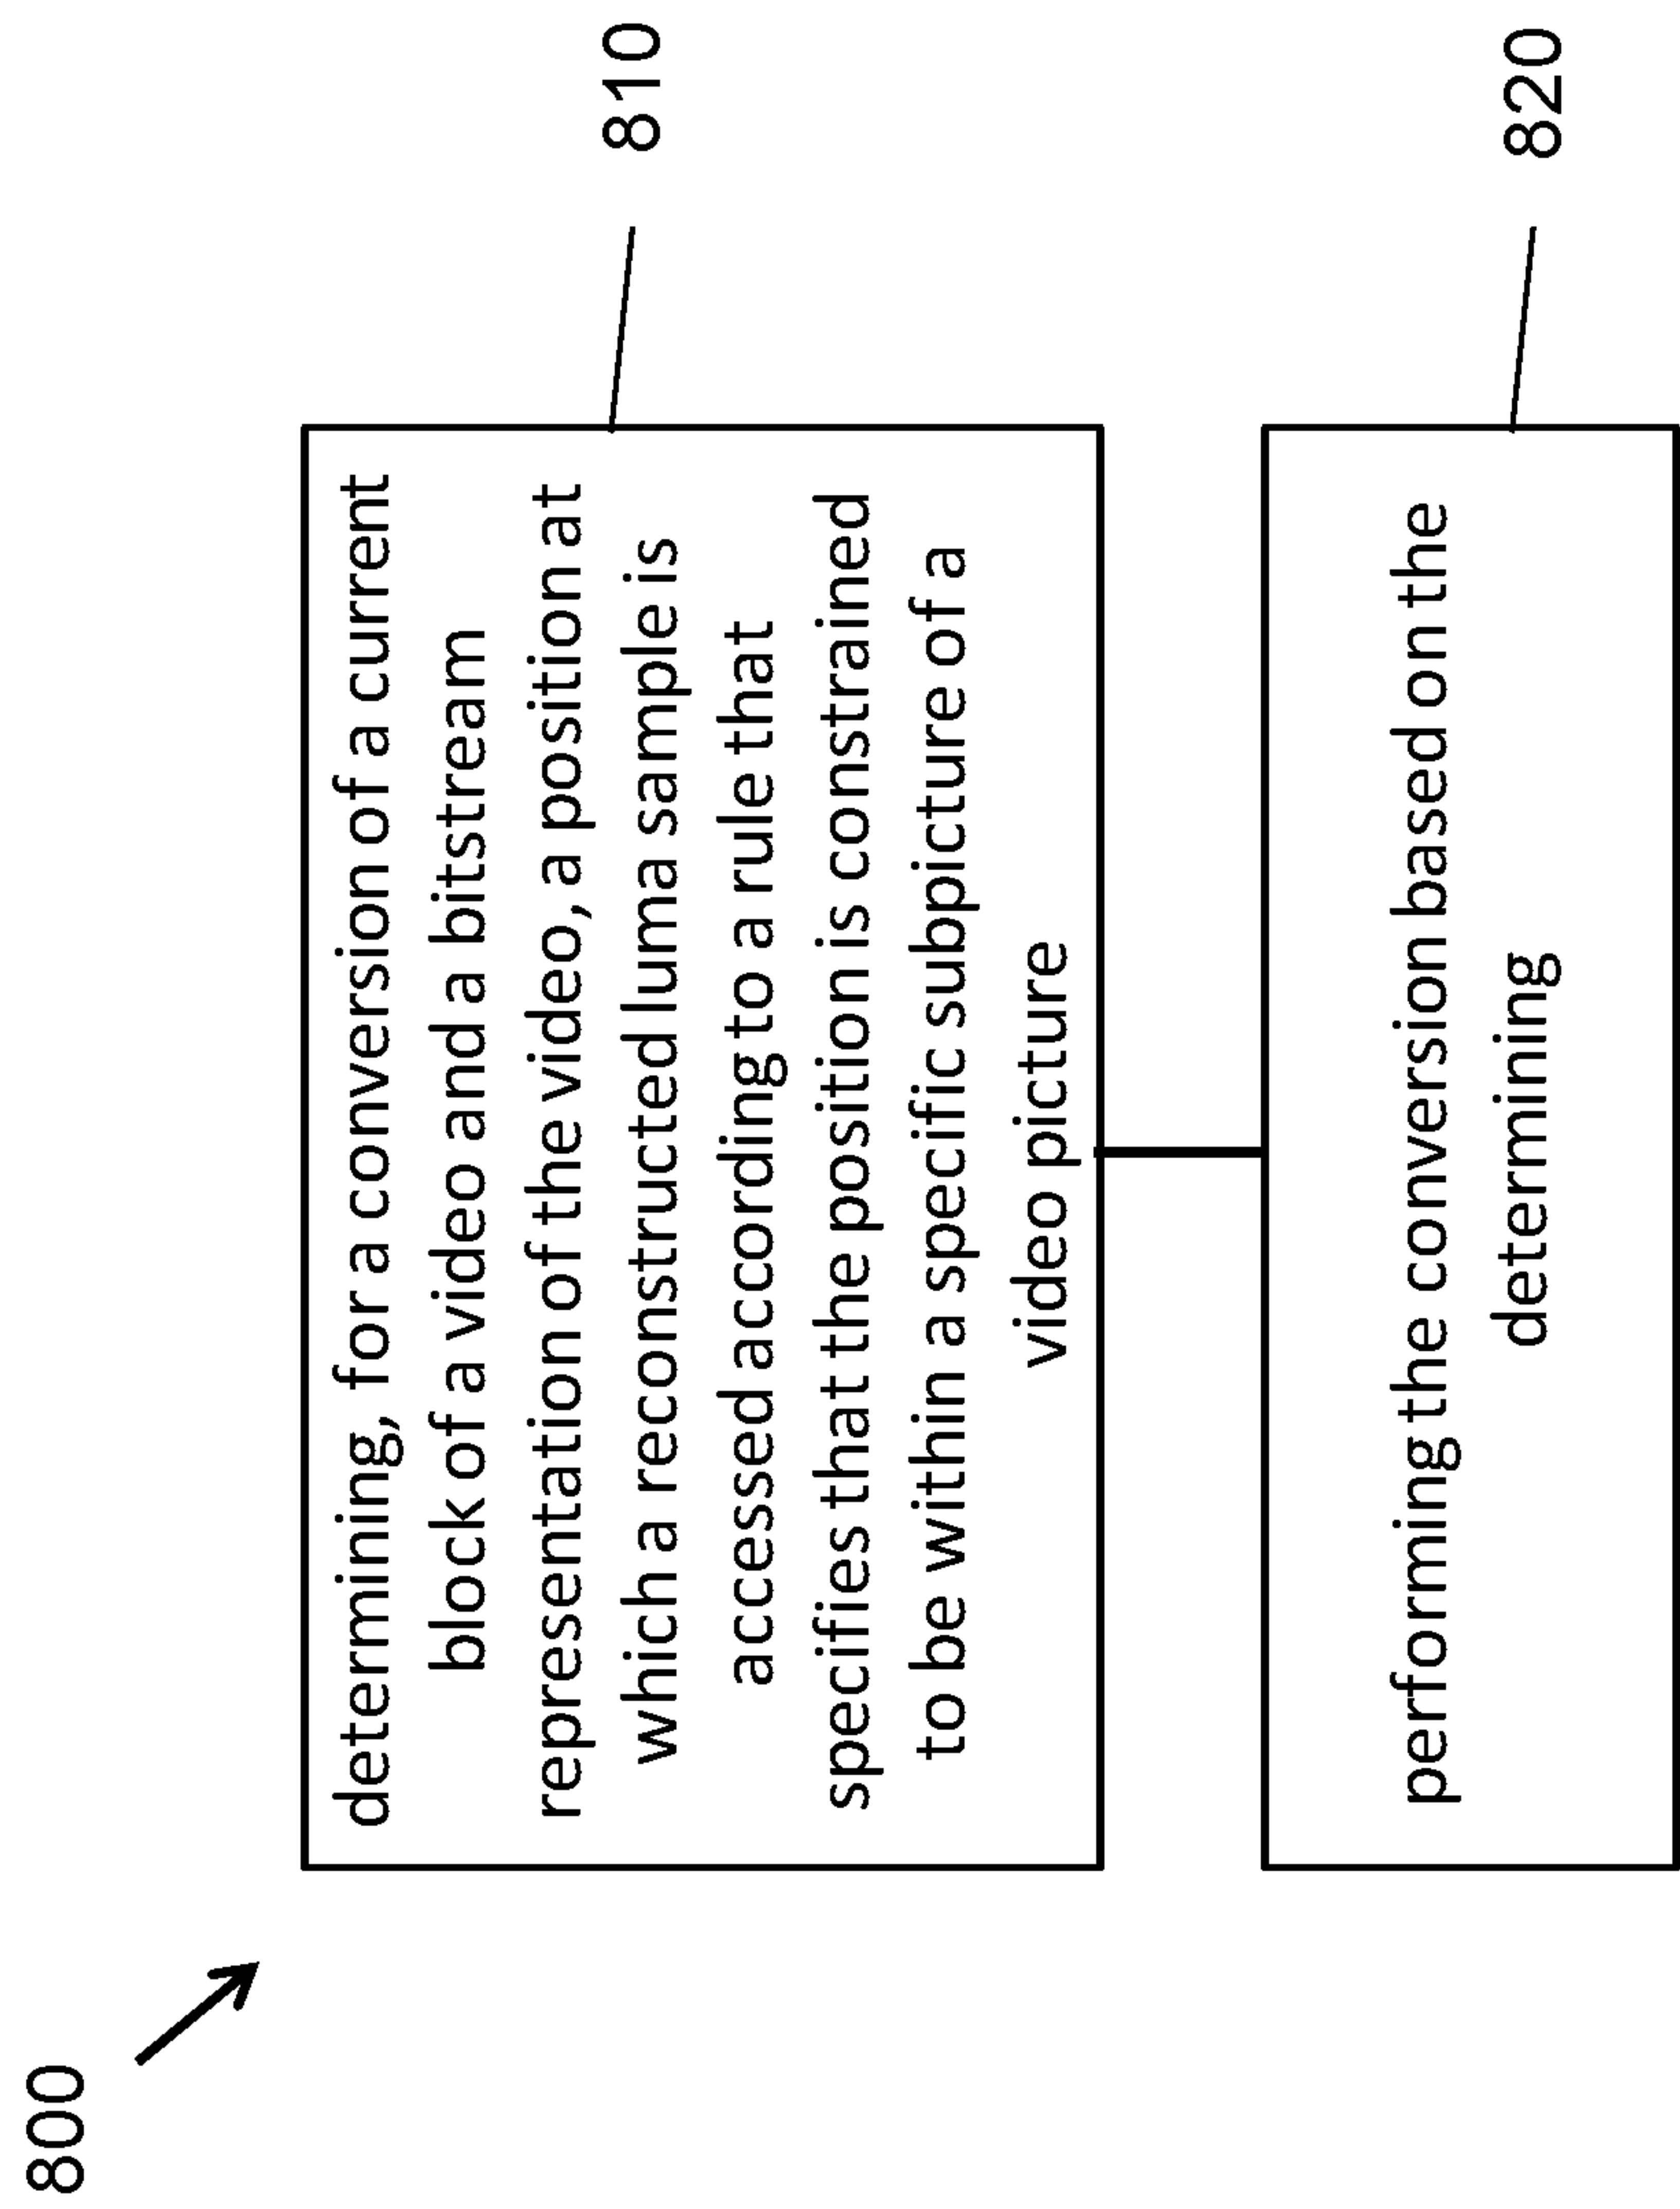 800
determining, for a conversion of a current
block of a video and a bitstream
representation of the video, a position at
which a reconstructed luma sample is
accessed according to a rule that
specifies that the position is constrained
to be within a specific subpicture of a
video picture
810
performing the conversion based on the
determining
820